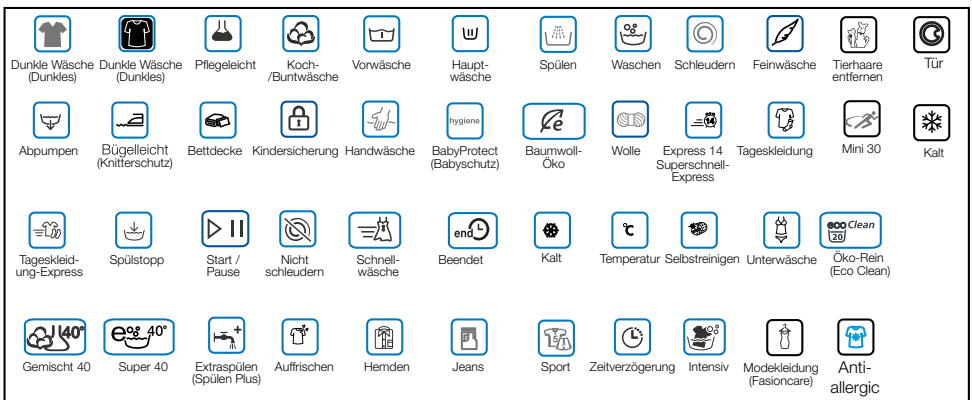 Dunkle Wäsche
(Dunkles)
Dunkle Wäsche
(Dunkles)
Pflegeleicht
Koch-
/Buntwäsche
Vorwäsche
Haupt-
wäsche
Spülen
Waschen
Schleudern
Feinwäsche
Tierhaare
entfernen
Tür
Abpumpen
Bügelleicht
(Knitterschutz)
Bettdecke
Kindersicherung
Handwäsche
hygiene
BabyProtect
(Babyschutz)
e
Baumwoll-
Öko
Wolle
14
Express 14
Superschnell-
Express
Tageskleidung
Mini 30
Kalt
Tageskleid-
ung-Express
Spülstopp
Start /
Pause
Nicht
schleudern
Schnell-
wäsche
end
Beendet
Kalt
°C
Temperatur
Selbstreinigen
Unterwäsche
eco Clean
20
Öko-Rein
(Eco Clean)
40°
Gemischt 40
e 40°
Super 40
Extraspülen
(Spülen Plus)
Auffrischen
Hemden
Jeans
Sport
Zeitverzögerung
Intensiv
Modekleidung
(Fasioncare)
Anti-
allergic